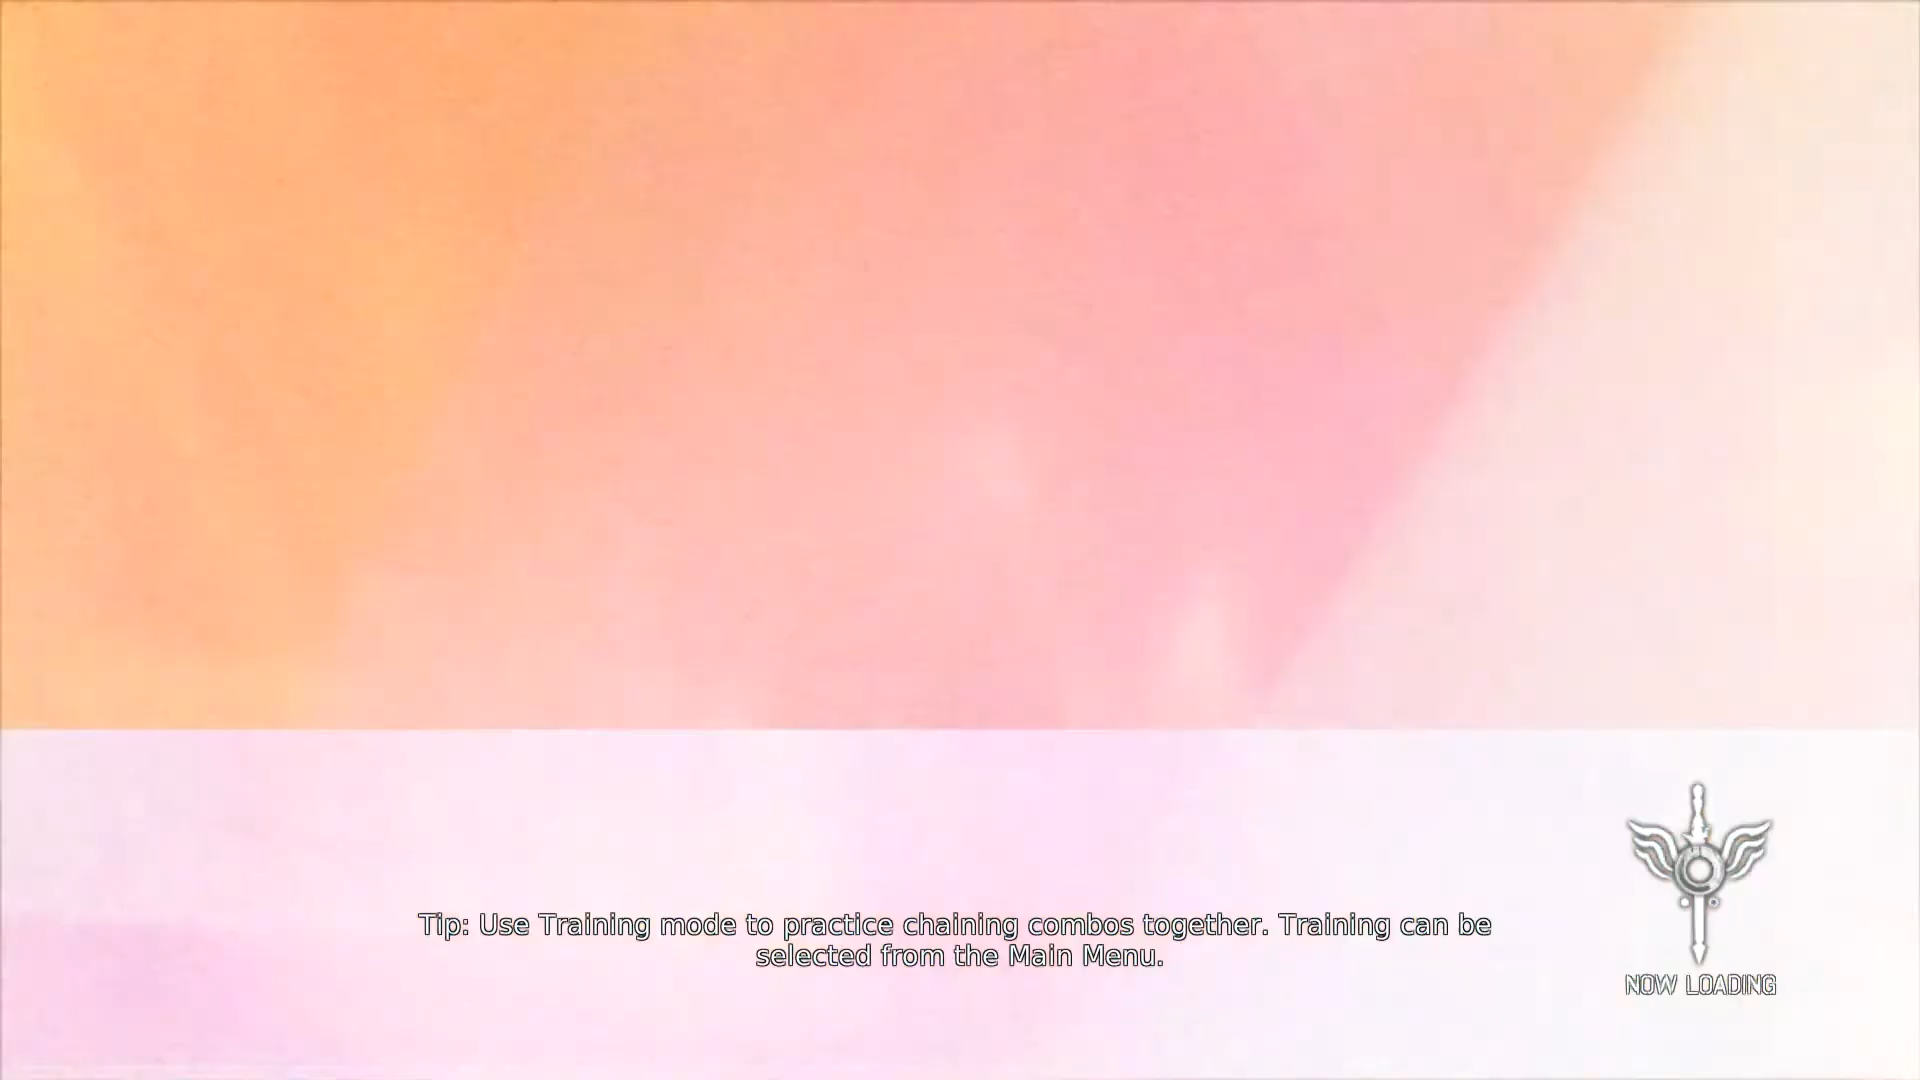 Tip: Use Training mode to practice chaining combos together. Training can be
selected from the Main Menu.
NOW LOADING